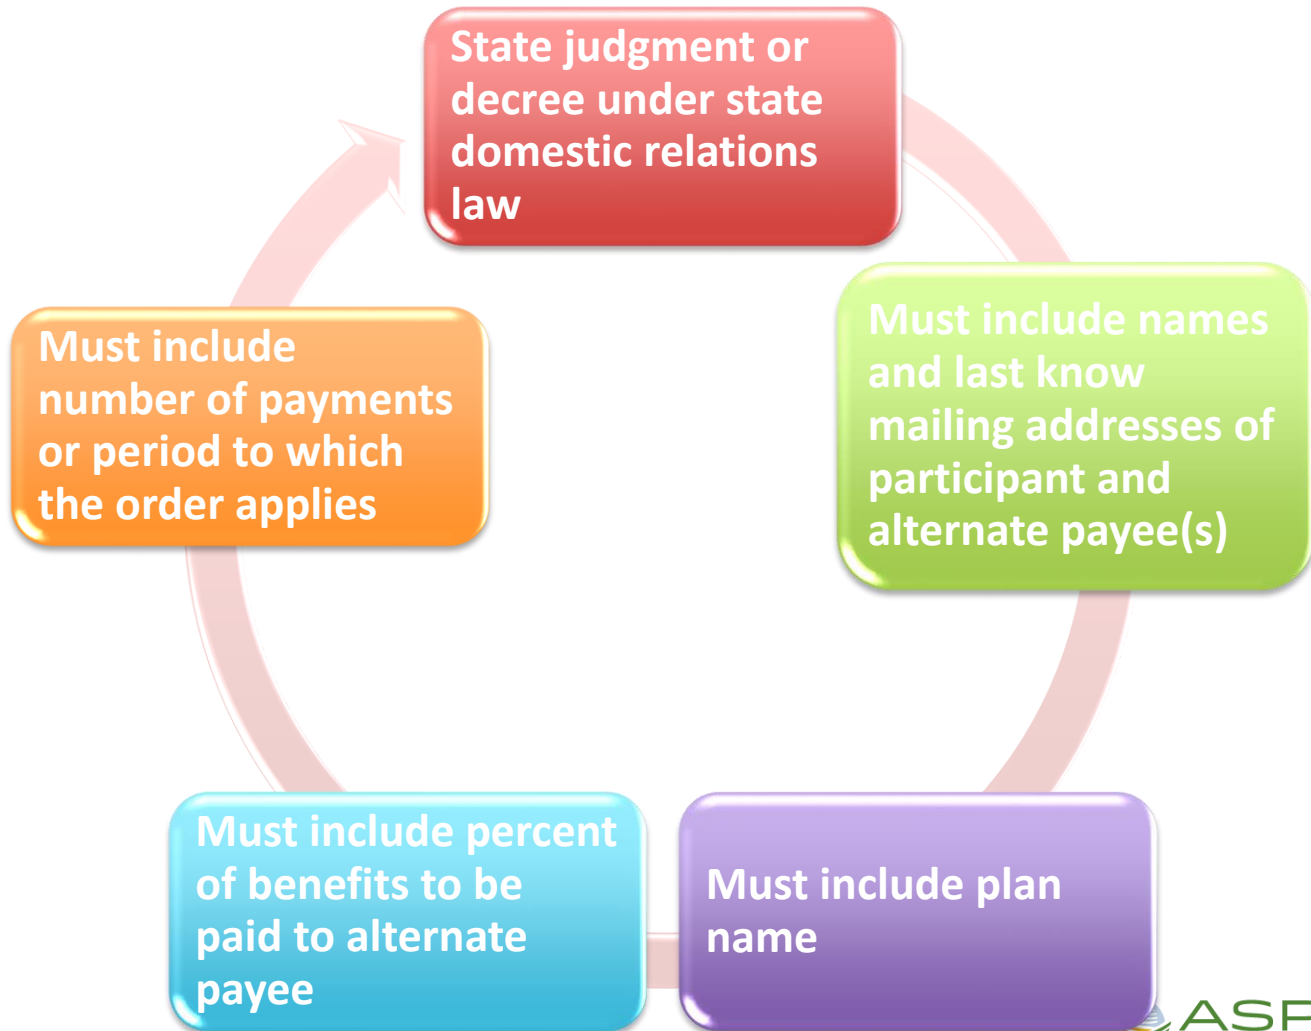 State judgment or
decree under state
domestic relations
law
Must include names
and last know
mailing addresses of
participant and
alternate payee(s)
Must include plan
name
Must include percent
of benefits to be
paid to alternate
payee
Must include
number of payments
or period to which
the order applies